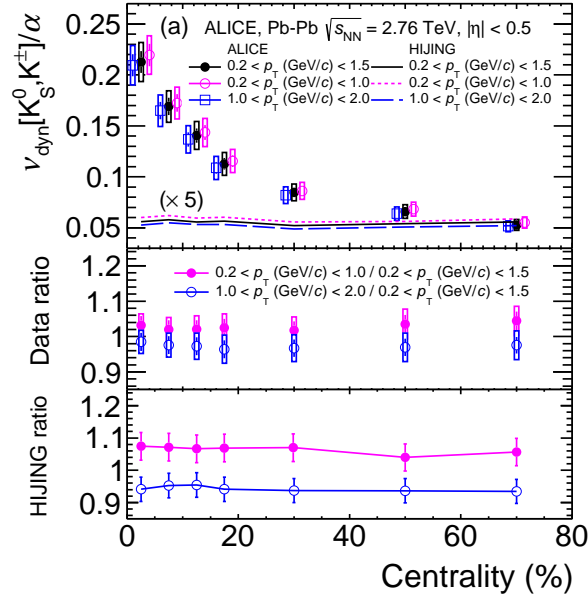 (a) ALICE, Pb-Pb √s_NN = 2.76 TeV, |η| < 0.5
ALICE HIJING
0.2 < p_T (GeV/c) < 1.5 0.2 < p_T (GeV/c) < 1.5
0.2 < p_T (GeV/c) < 1.0 0.2 < p_T (GeV/c) < 1.0
1.0 < p_T (GeV/c) < 2.0 1.0 < p_T (GeV/c) < 2.0
ν_dyn[K_S^0,K^±]/α
0.25
0.2
0.15
0.1
0.05
(× 5)
0.2 < p_T (GeV/c) < 1.0 / 0.2 < p_T (GeV/c) < 1.5
1.0 < p_T (GeV/c) < 2.0 / 0.2 < p_T (GeV/c) < 1.5
Data ratio
1.2
1.1
1
0.9
HIJING ratio
1.2
1.1
1
0.9
0 20 40 60 80
Centrality (%)